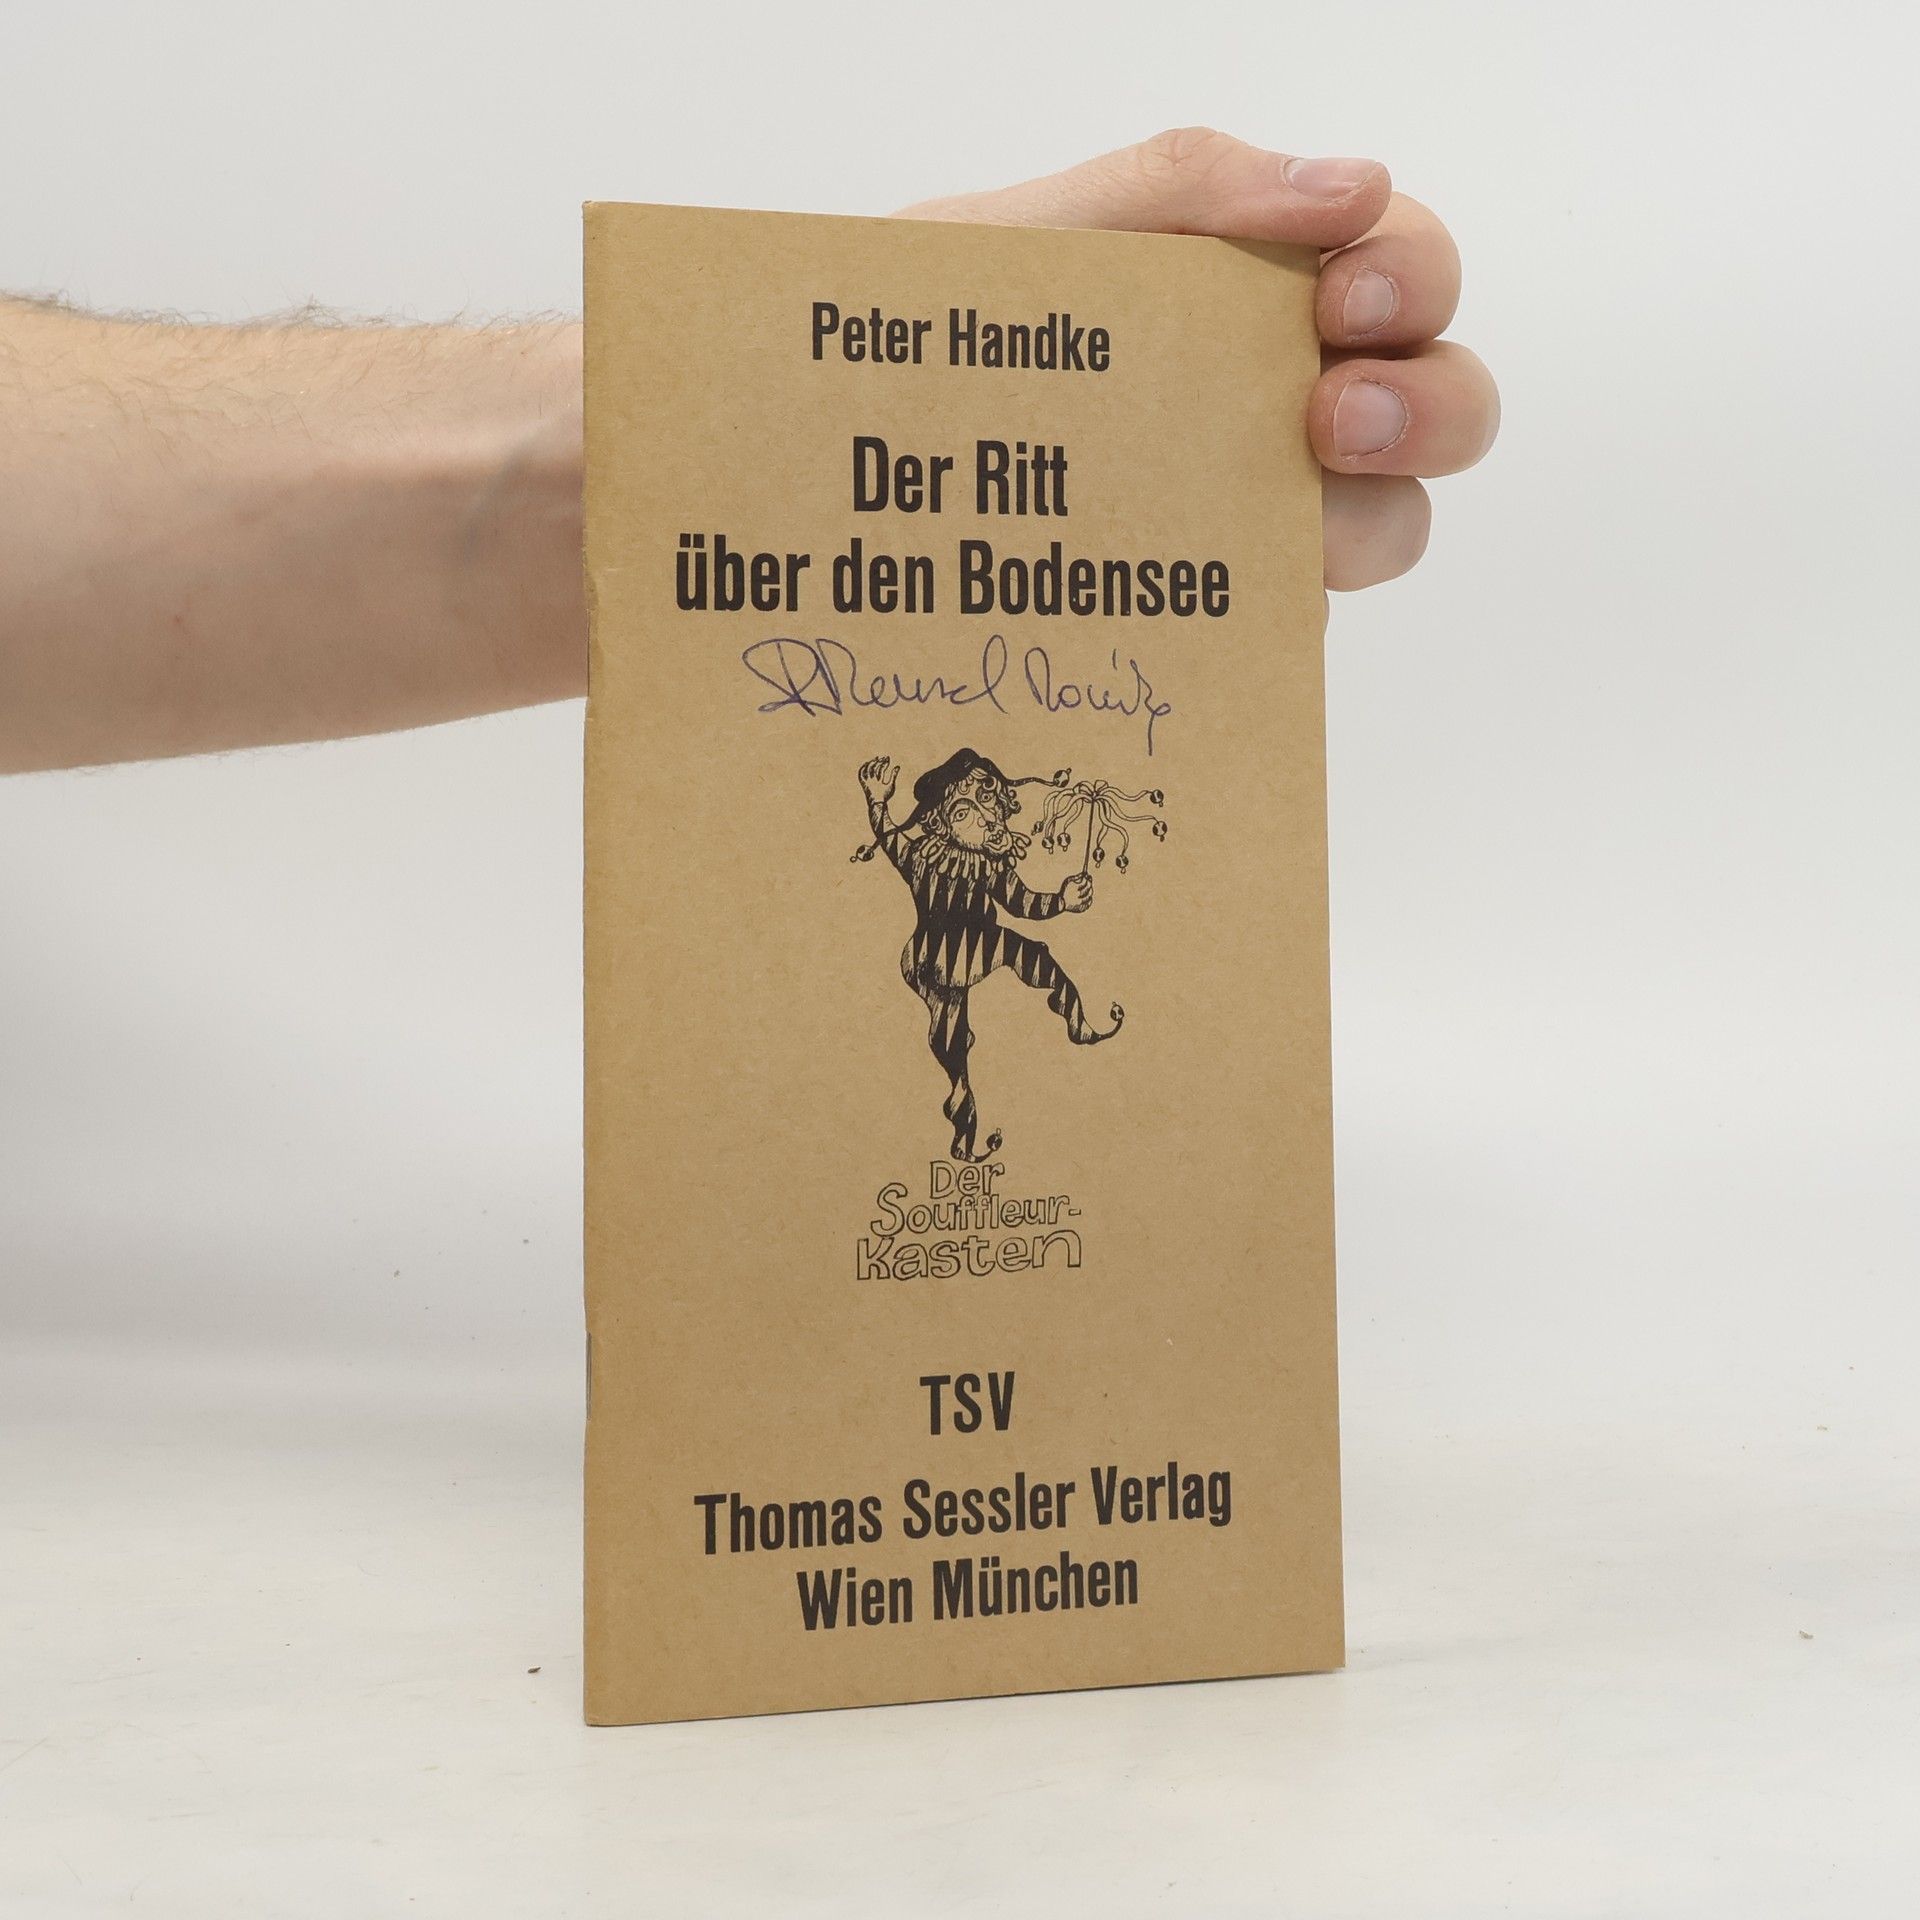 Peter Handke
Der Ritt
über den Bodensee
Der
Souffleur-
Kasten
TSV
Thomas Sessler Verlag
Wien München